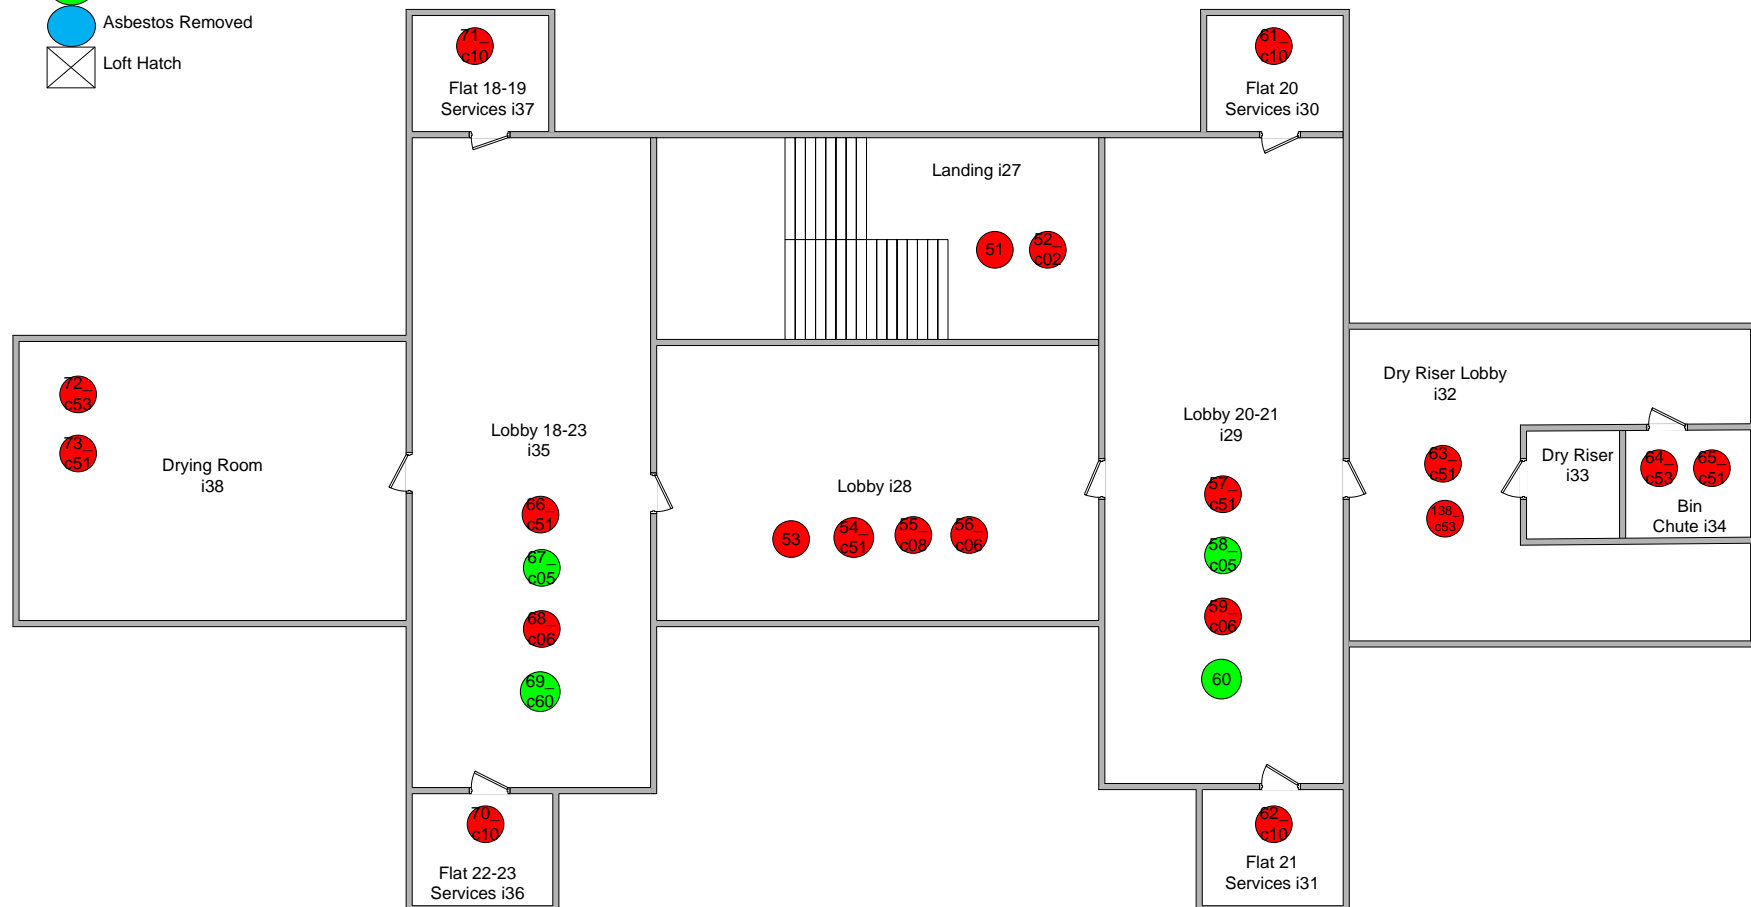 Asbestos Removed
Loft Hatch
71_
c10
Flat 18-19
Services i37
61_
c10
Flat 20
Services i30
Landing i27
51
52_
c02
72_
c53
73_
c51
Drying Room
i38
Lobby 18-23
i35
66_
c51
67_
c05
68_
c06
69_
c60
Lobby i28
53
54_
c51
55_
c08
56_
c06
Lobby 20-21
i29
57_
c51
58_
c05
59_
c06
60
Dry Riser Lobby
i32
63_
c51
138_
c53
Dry Riser
i33
64_
c53
65_
c51
Bin
Chute i34
70_
c10
Flat 22-23
Services i36
62_
c10
Flat 21
Services i31